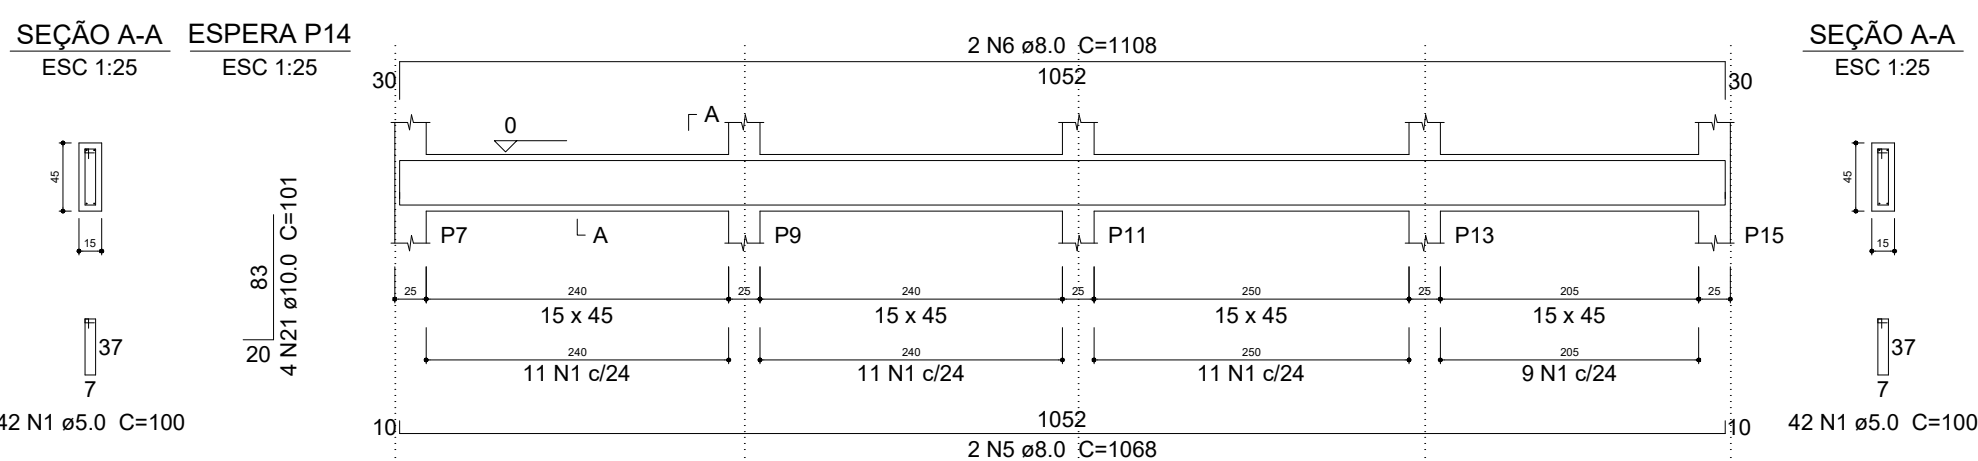 SEÇÃO A-A
ESC 1:25
45
15
37
7
42 N1 ø5.0 C=100
ESPERA P14
ESC 1:25
83
20
4 N21 ø10.0 C=101
2 N6 ø8.0 C=1108
30 1052 30
A
0
A
P7 P9 P11 P13 P15
25 240 25 240 25 250 25 205 25
15 x 45 15 x 45 15 x 45 15 x 45
240 240 250 205
11 N1 c/24 11 N1 c/24 11 N1 c/24 9 N1 c/24
10 1052 10
2 N5 ø8.0 C=1068
SEÇÃO A-A
ESC 1:25
45
15
37
7
42 N1 ø5.0 C=100